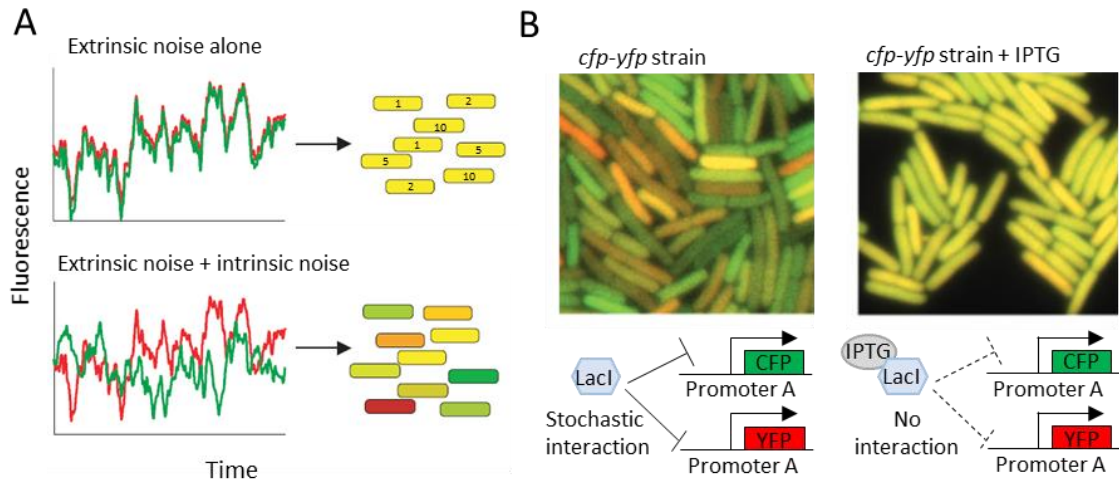 A
Extrinsic noise alone
1
2
10
1
5
5
10
2
Fluorescence
Extrinsic noise + intrinsic noise
Time
B
cfp-yfp strain
cfp-yfp strain + IPTG
LacI
Stochastic
interaction
CFP
Promoter A
YFP
Promoter A
IPTG
LacI
No
interaction
CFP
Promoter A
YFP
Promoter A